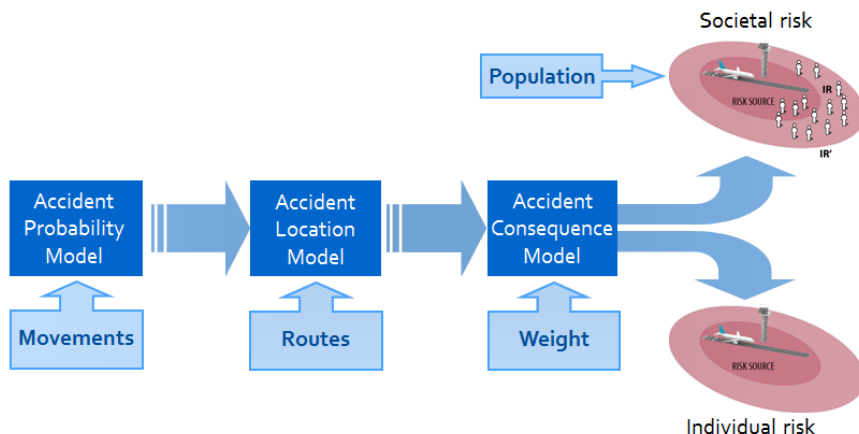 Societal risk
Population
IR
RISK SOURCE
IR'
Accident
Probability
Model
Accident
Location
Model
Accident
Consequence
Model
Movements
Routes
Weight
RISK SOURCE
Individual risk